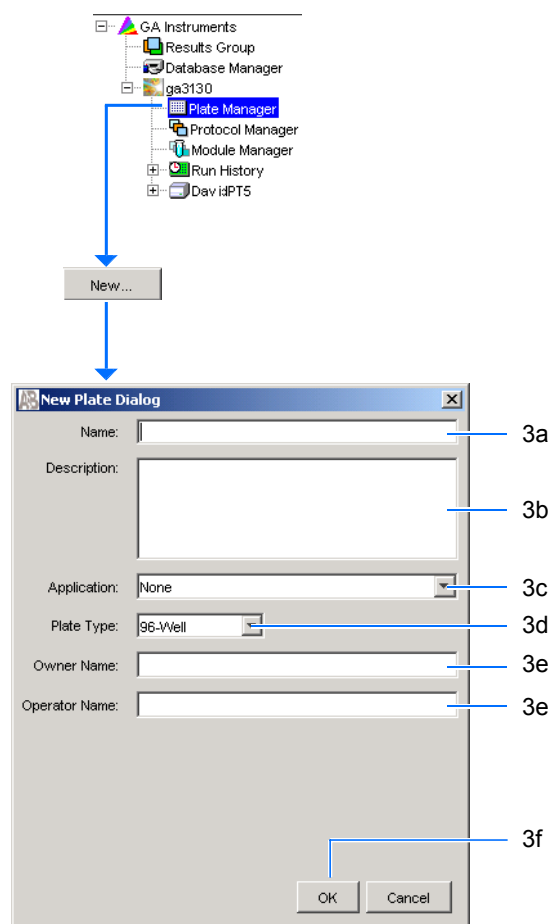 GA Instruments
Results Group
Database Manager
ga3130
Plate Manager
Protocol Manager
Module Manager
Run History
DavidPT5
New...
AB New Plate Dialog
Name: 3a
Description: 3b
Application: None 3c
Plate Type: 96-Well 3d
Owner Name: 3e
Operator Name: 3e
3f
OK Cancel